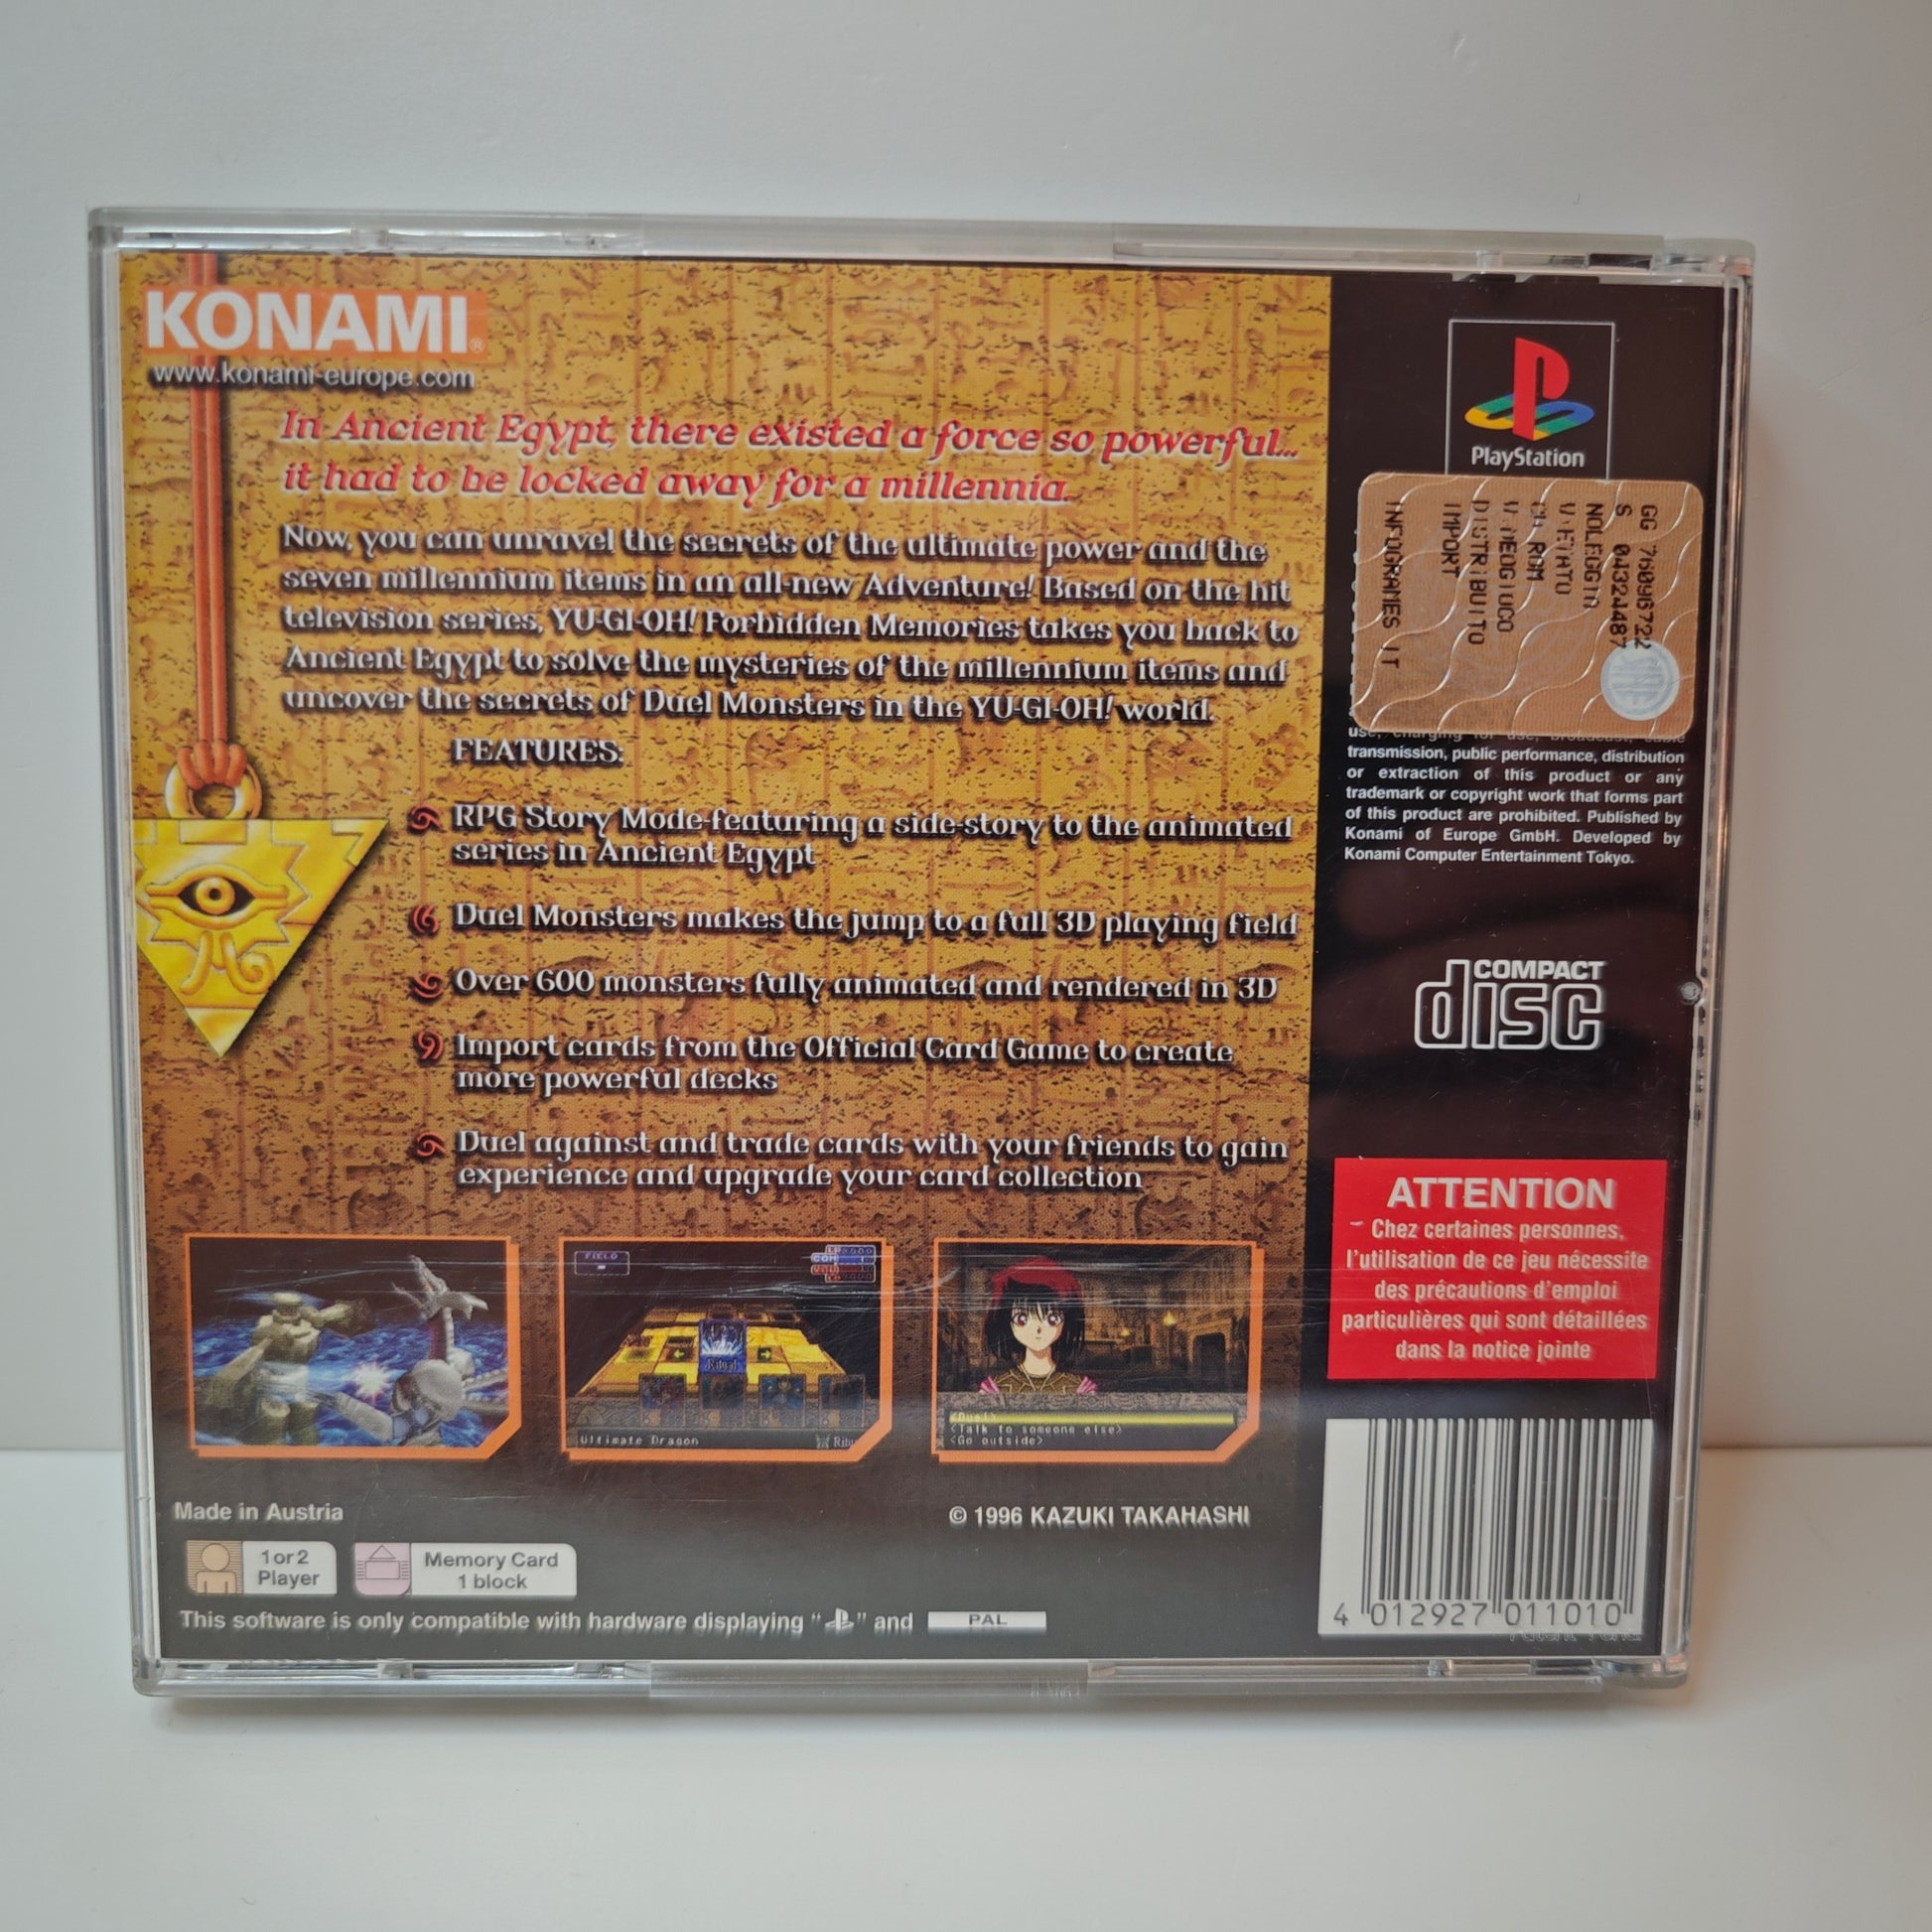 KONAMI®
www.konami-europe.com
In Ancient Egypt, there existed a force so powerful...
it had to be locked away for a millennia.
Now, you can unravel the secrets of the ultimate power and the
seven millennium items in an all-new Adventure! Based on the hit
television series, YU-GI-OH! Forbidden Memories takes you back to
Ancient Egypt to solve the mysteries of the millennium items and
uncover the secrets of Duel Monsters in the YU-GI-OH! world.
FEATURES:
RPG Story Mode-featuring a side-story to the animated
series in Ancient Egypt
Duel Monsters makes the jump to a full 3D playing field
Over 600 monsters fully animated and rendered in 3D
Import cards from the Official Card Game to create
more powerful decks
Duel against and trade cards with your friends to gain
experience and upgrade your card collection
FIELD
Ritual
Ultimate Dragon
Ritu
<Duel>
<Talk to someone else>
<Go outside>
Made in Austria
© 1996 KAZUKI TAKAHASHI
1 or 2
Player
Memory Card
1 block
This software is only compatible with hardware displaying " " and PAL
PlayStation
GG 76096722
S 04324487
NOLEGGIO
VIETATO
CD ROM
VIDEOGIUCO
DISTRIBUITO
IMPORT
INFOGRAMES IT
use, charging for use, broadcast,
transmission, public performance, distribution
or extraction of this product or any
trademark or copyright work that forms part
of this product are prohibited. Published by
Konami of Europe GmbH. Developed by
Konami Computer Entertainment Tokyo.
COMPACT
disc
ATTENTION
Chez certaines personnes,
l'utilisation de ce jeu nécessite
des précautions d'emploi
particulières qui sont détaillées
dans la notice jointe
4 012927 011010